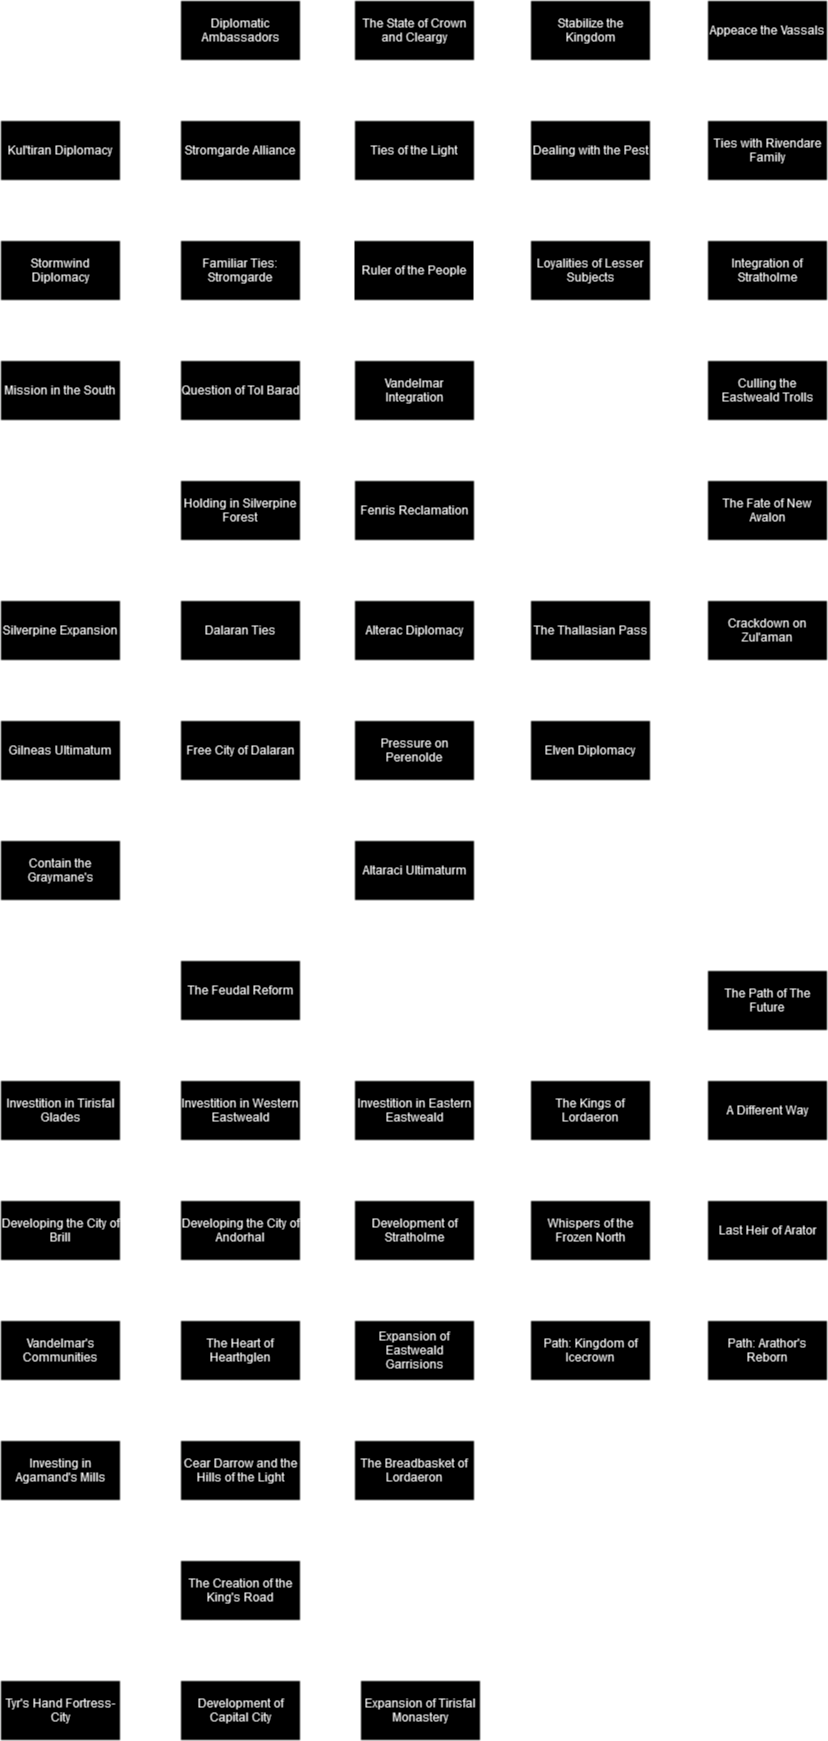 Diplomatic
Ambassadors
The State of Crown
and Cleargy
Stabilize the
Kingdom
Appeace the Vassals
Kul'tiran Diplomacy
Stromgarde Alliance
Ties of the Light
Dealing with the Pest
Ties with Rivendare
Family
Stormwind
Diplomacy
Familiar Ties:
Stromgarde
Ruler of the People
Loyalities of Lesser
Subjects
Integration of
Stratholme
Mission in the South
Question of Tol Barad
Vandelmar
Integration
Culling the
Eastweald Trolls
Holding in Silverpine
Forest
Fenris Reclamation
The Fate of New
Avalon
Silverpine Expansion
Dalaran Ties
Alterac Diplomacy
The Thallasian Pass
Crackdown on
Zul'aman
Gilneas Ultimatum
Free City of Dalaran
Pressure on
Perenolde
Elven Diplomacy
Contain the
Graymane's
Altaraci Ultimaturm
The Feudal Reform
The Path of The
Future
Investition in Tirisfal
Glades
Investition in Western
Eastweald
Investition in Eastern
Eastweald
The Kings of
Lordaeron
A Different Way
Developing the City of
Brill
Developing the City of
Andorhal
Development of
Stratholme
Whispers of the
Frozen North
Last Heir of Arator
Vandelmar's
Communities
The Heart of
Hearthglen
Expansion of
Eastweald
Garrisions
Path: Kingdom of
Icecrown
Path: Arathor's
Reborn
Investing in
Agamand's Mills
Cear Darrow and the
Hills of the Light
The Breadbasket of
Lordaeron
The Creation of the
King's Road
Tyr's Hand Fortress-
City
Development of
Capital City
Expansion of Tirisfal
Monastery